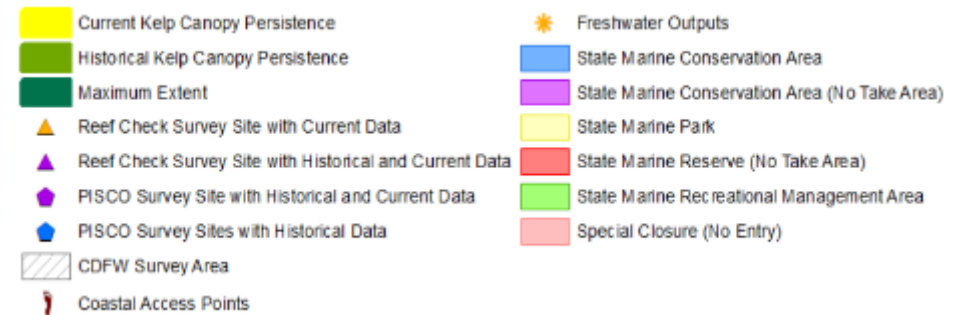 Current Kelp Canopy Persistence
Historical Kelp Canopy Persistence
Maximum Extent
Reef Check Survey Site with Current Data
Reef Check Survey Site with Historical and Current Data
PISCO Survey Site with Historical and Current Data
PISCO Survey Sites with Historical Data
CDFW Survey Area
Coastal Access Points
Freshwater Outputs
State Marine Conservation Area
State Marine Conservation Area (No Take Area)
State Marine Park
State Marine Reserve (No Take Area)
State Marine Recreational Management Area
Special Closure (No Entry)